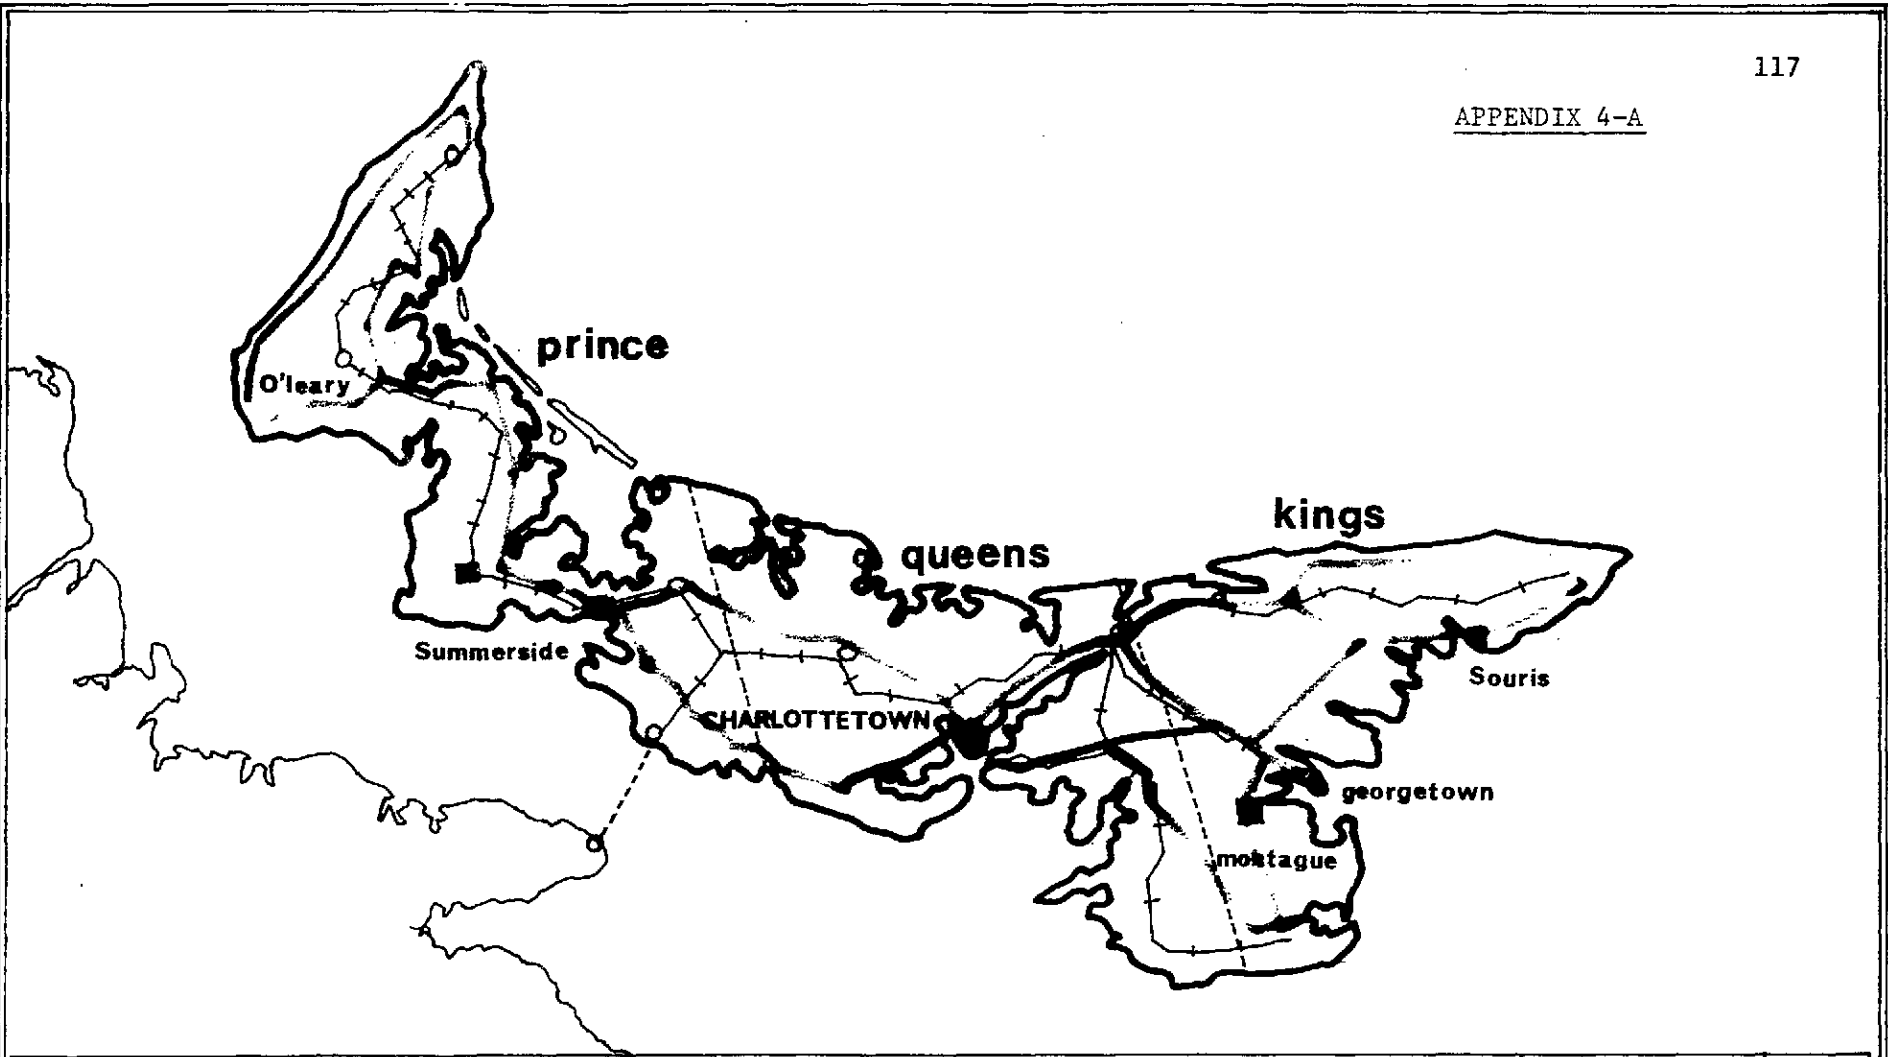 117
APPENDIX 4-A
prince
O'leary
kings
queens
Summerside
Souris
CHARLOTTETOWN
georgetown
montague